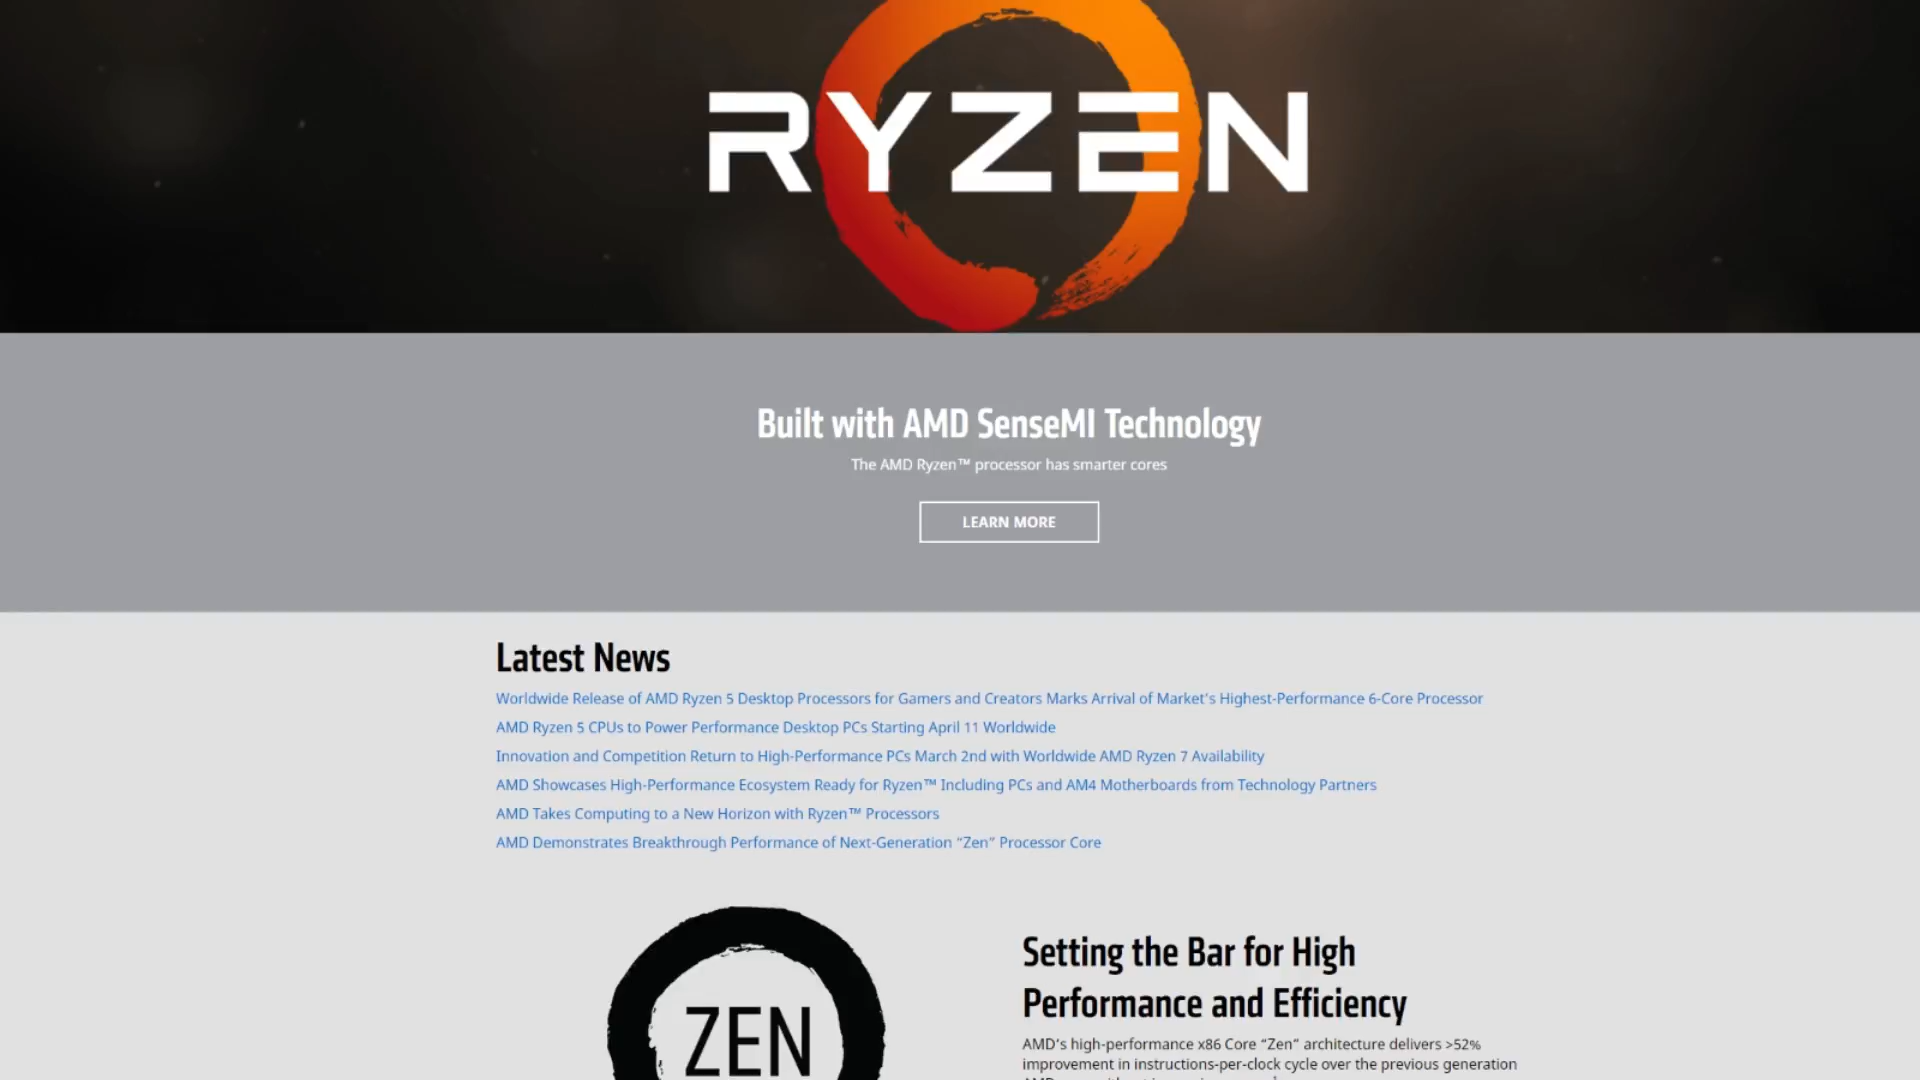 RYZEN
Built with AMD SenseMI Technology
The AMD Ryzen™ processor has smarter cores
LEARN MORE
Latest News
Worldwide Release of AMD Ryzen 5 Desktop Processors for Gamers and Creators Marks Arrival of Market's Highest-Performance 6-Core Processor
AMD Ryzen 5 CPUs to Power Performance Desktop PCs Starting April 11 Worldwide
Innovation and Competition Return to High-Performance PCs March 2nd with Worldwide AMD Ryzen 7 Availability
AMD Showcases High-Performance Ecosystem Ready for Ryzen™ Including PCs and AM4 Motherboards from Technology Partners
AMD Takes Computing to a New Horizon with Ryzen™ Processors
AMD Demonstrates Breakthrough Performance of Next-Generation “Zen” Processor Core
ZEN
Setting the Bar for High
Performance and Efficiency
AMD's high-performance x86 Core “Zen” architecture delivers >52%
improvement in instructions-per-clock cycle over the previous generation